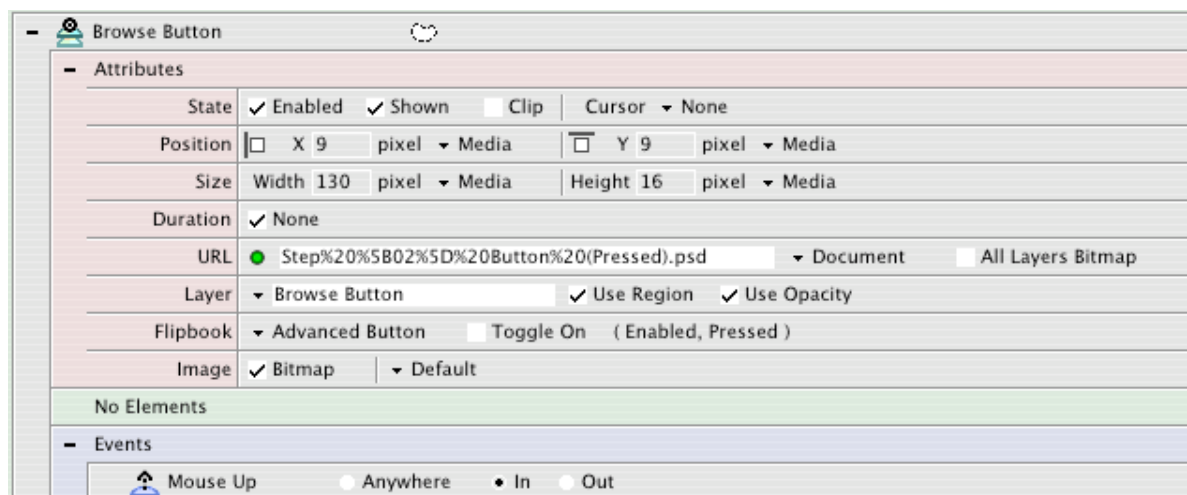 Browse Button
Attributes
State Enabled Shown Clip Cursor None
Position X 9 pixel Media Y 9 pixel Media
Size Width 130 pixel Media Height 16 pixel Media
Duration None
URL Step%20%5B02%5D%20Button%20(Pressed).psd Document All Layers Bitmap
Layer Browse Button Use Region Use Opacity
Flipbook Advanced Button Toggle On ( Enabled, Pressed )
Image Bitmap Default
No Elements
Events
Mouse Up Anywhere In Out